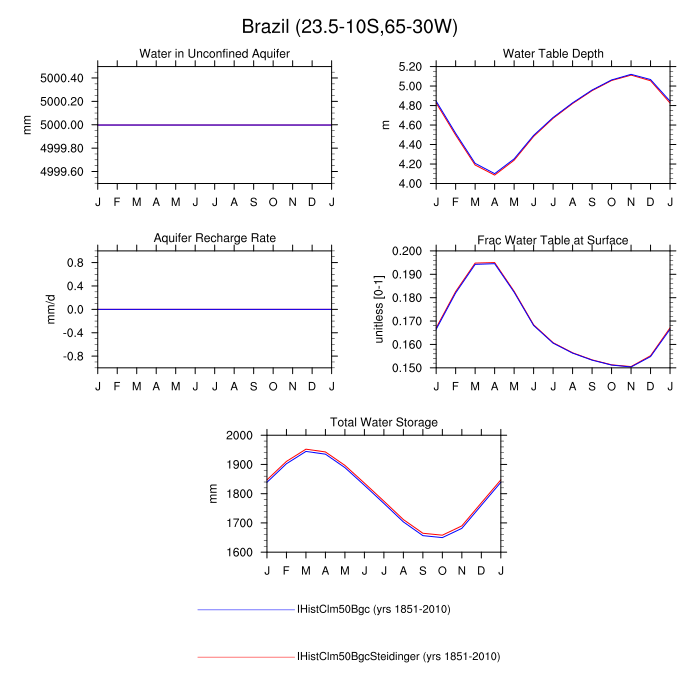 Brazil (23.5-10S,65-30W)
Water in Unconfined Aquifer
5000.40
5000.20
5000.00
4999.80
4999.60
mm
J F M A M J J A S O N D J
Water Table Depth
5.20
5.00
4.80
4.60
4.40
4.20
4.00
m
J F M A M J J A S O N D J
Aquifer Recharge Rate
0.8
0.4
0.0
-0.4
-0.8
mm/d
J F M A M J J A S O N D J
Frac Water Table at Surface
0.200
0.190
0.180
0.170
0.160
0.150
unitless [0-1]
J F M A M J J A S O N D J
Total Water Storage
2000
1900
1800
1700
1600
mm
J F M A M J J A S O N D J
IHistClm50Bgc (yrs 1851-2010)
IHistClm50BgcSteidinger (yrs 1851-2010)